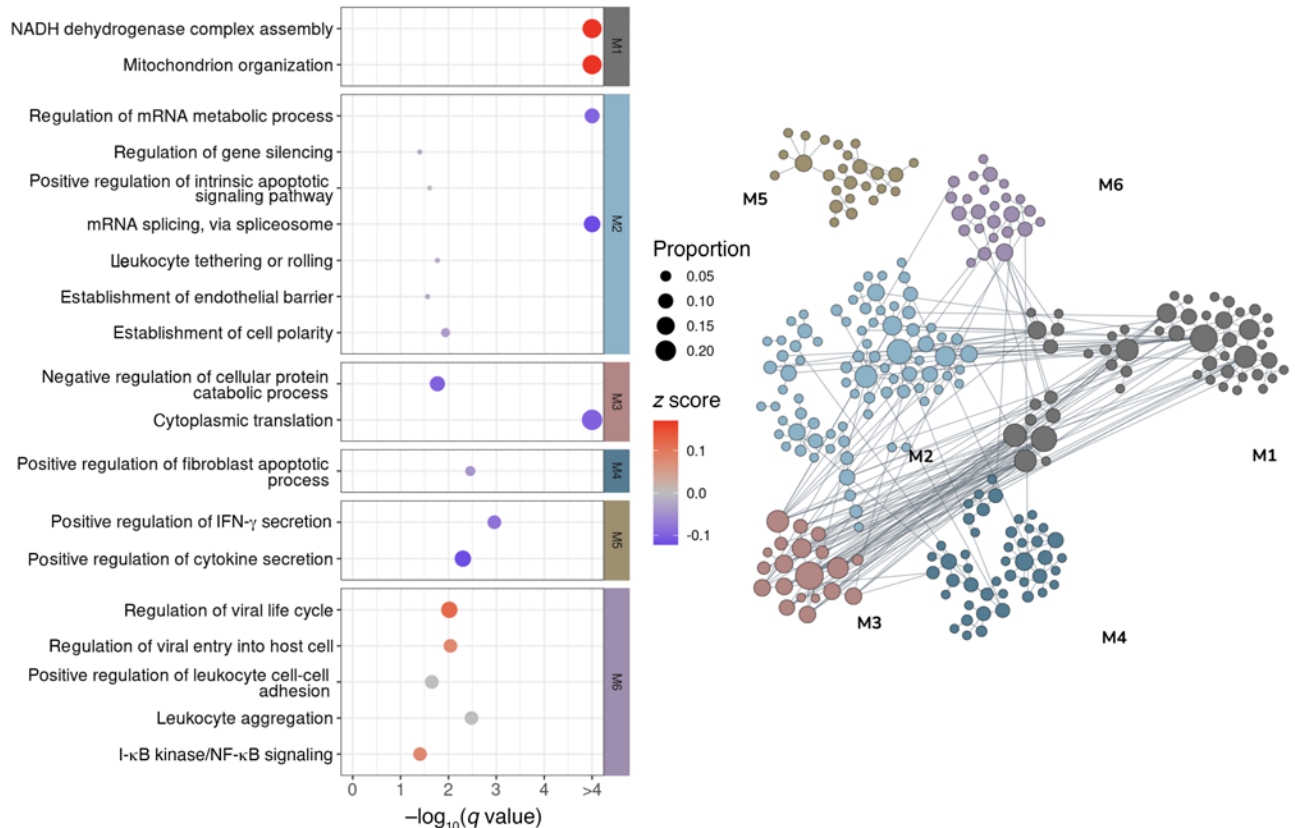 NADH dehydrogenase complex assembly
Mitochondrion organization
M1
Regulation of mRNA metabolic process
Regulation of gene silencing
Positive regulation of intrinsic apoptotic
signaling pathway
mRNA splicing, via spliceosome
Leukocyte tethering or rolling
Establishment of endothelial barrier
Establishment of cell polarity
M2
Negative regulation of cellular protein
catabolic process
Cytoplasmic translation
M3
Positive regulation of fibroblast apoptotic
process
M4
Positive regulation of IFN-γ secretion
Positive regulation of cytokine secretion
M5
Regulation of viral life cycle
Regulation of viral entry into host cell
Positive regulation of leukocyte cell-cell
adhesion
Leukocyte aggregation
I-κB kinase/NF-κB signaling
M6
0 1 2 3 4 >4
–log10(q value)
Proportion
0.05
0.10
0.15
0.20
z score
0.1
0.0
-0.1
M5
M6
M2
M1
M3
M4